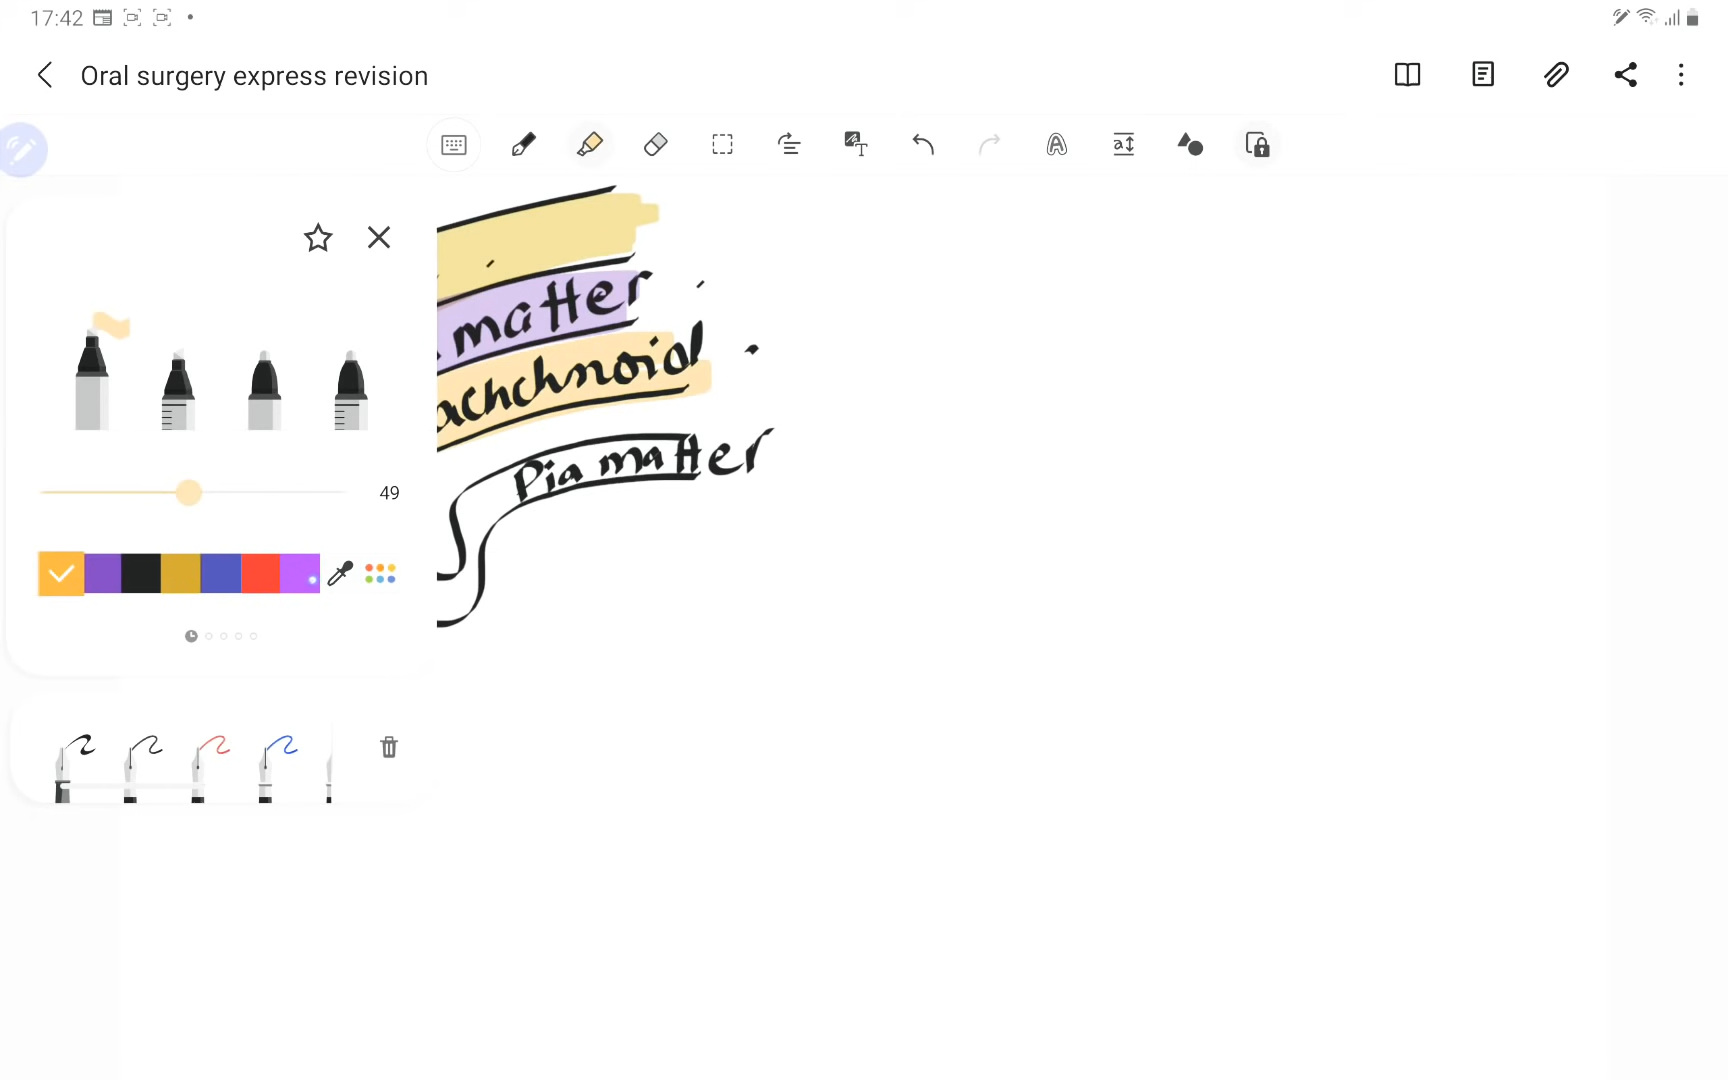 17:42
Oral surgery express revision
matter
achchnoid
Pia matter
49